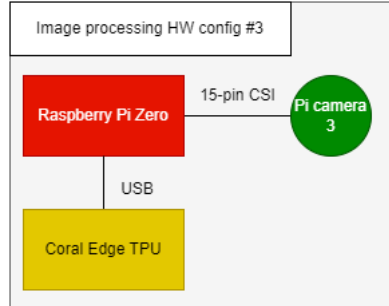 Image processing HW config #3
Raspberry Pi Zero
15-pin CSI
Pi camera
3
USB
Coral Edge TPU